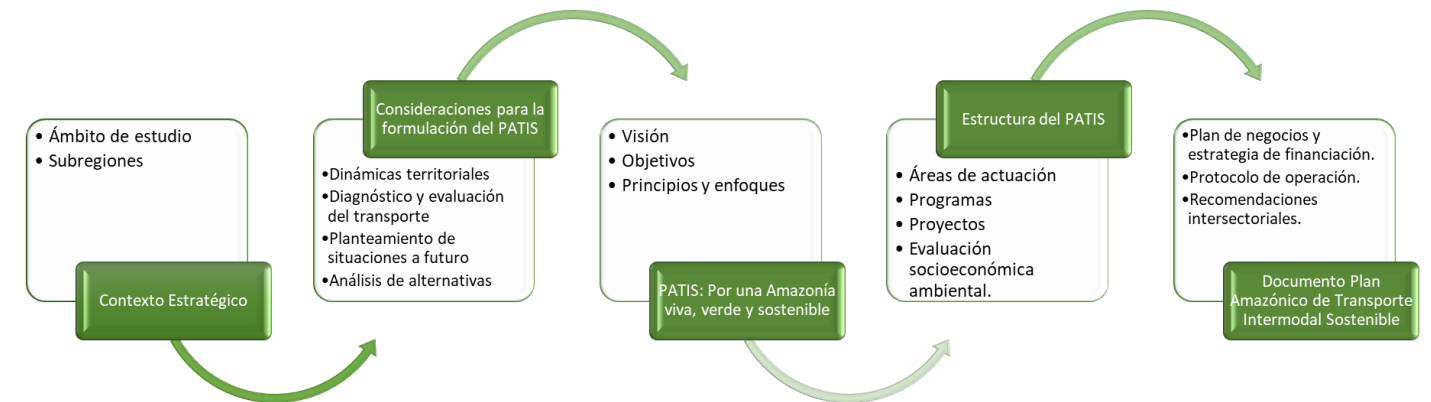 • Ámbito de estudio
• Subregiones
Contexto Estratégico
Consideraciones para la
formulación del PATIS
•Dinámicas territoriales
•Diagnóstico y evaluación
del transporte
•Planteamiento de
situaciones a futuro
•Análisis de alternativas
• Visión
• Objetivos
• Principios y enfoques
PATIS: Por una Amazonía
viva, verde y sostenible
Estructura del PATIS
• Áreas de actuación
• Programas
• Proyectos
• Evaluación
socioeconómica
ambiental.
•Plan de negocios y
estrategia de financiación.
•Protocolo de operación.
•Recomendaciones
intersectoriales.
Documento Plan
Amazónico de Transporte
Intermodal Sostenible